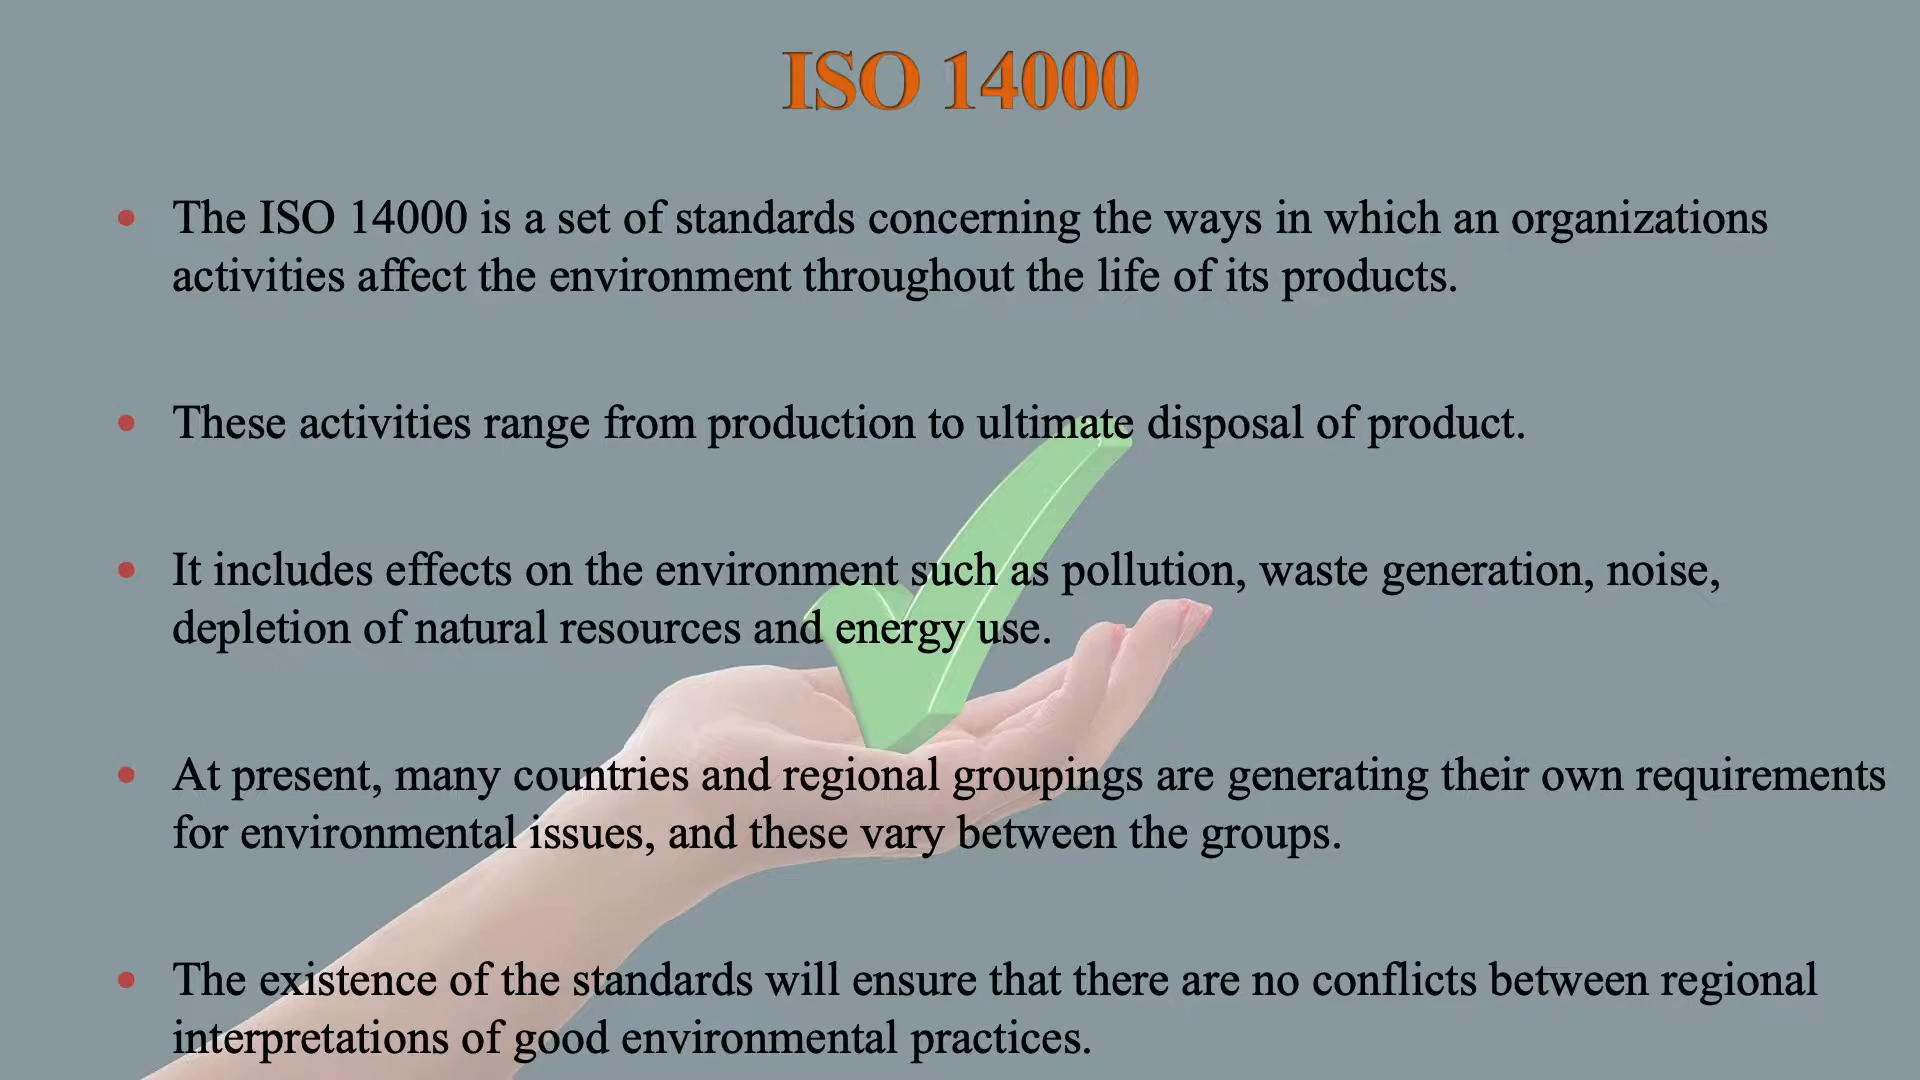 ISO 14000
• The ISO 14000 is a set of standards concerning the ways in which an organizations
activities affect the environment throughout the life of its products.
• These activities range from production to ultimate disposal of product.
• It includes effects on the environment such as pollution, waste generation, noise,
depletion of natural resources and energy use.
• At present, many countries and regional groupings are generating their own requirements
for environmental issues, and these vary between the groups.
• The existence of the standards will ensure that there are no conflicts between regional
interpretations of good environmental practices.